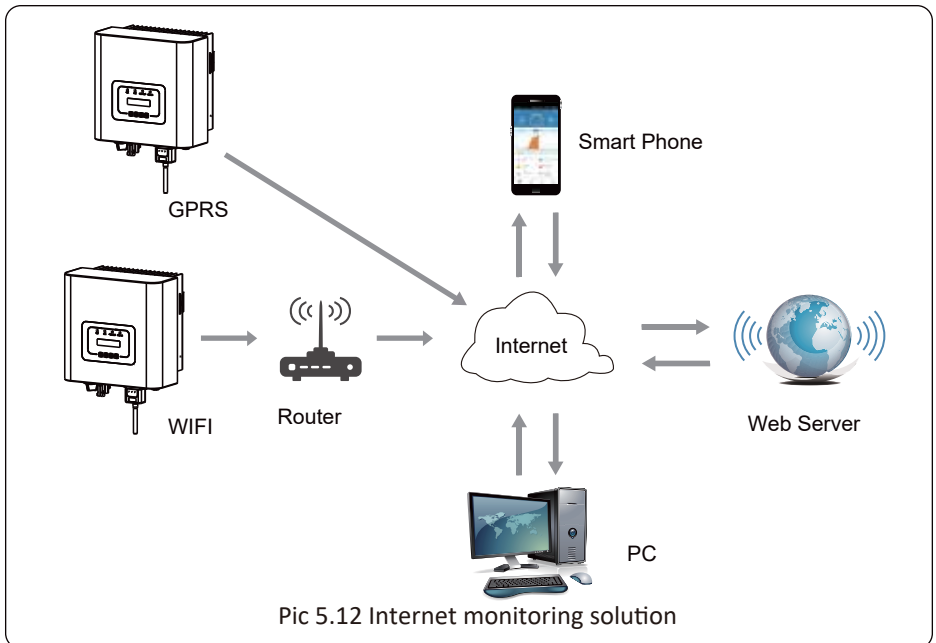 Smart Phone
GPRS
Internet
WIFI
Router
Web Server
PC
Pic 5.12 Internet monitoring solution